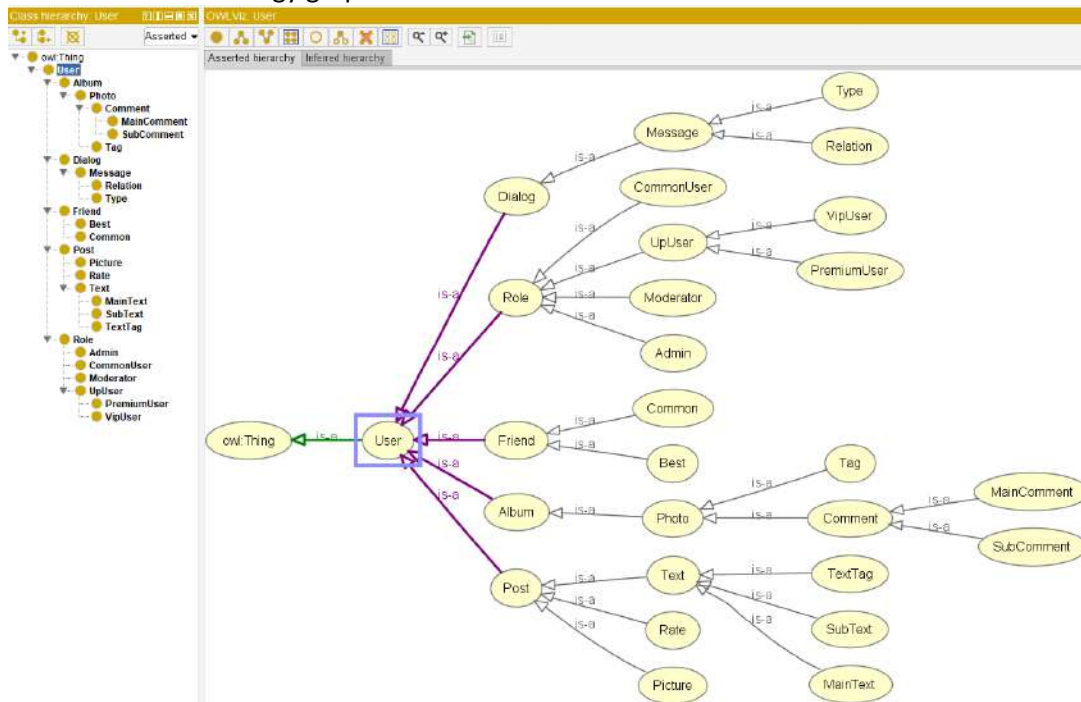 Class hierarchy: User
OWLViz: User
Asserted
Asserted hierarchy
Inferred hierarchy
owl:Thing
User
Album
Photo
Comment
MainComment
SubComment
Tag
Dialog
Message
Relation
Type
Friend
Best
Common
Post
Picture
Rate
Text
MainText
SubText
TextTag
Role
Admin
CommonUser
Moderator
UpUser
PremiumUser
VipUser
Type
is-a
Message
is-a
Relation
is-a
CommonUser
Dialog
is-a
VipUser
is-a
UpUser
is-a
is-a
PremiumUser
is-a
Role
is-a
Moderator
is-a
is-a
Admin
is-a
Common
is-a
owl:Thing
is-a
User
is-a
Friend
is-a
Best
is-a
Tag
is-a
is-a
MainComment
is-a
Album
is-a
Photo
is-a
Comment
is-a
SubComment
Text
is-a
TextTag
is-a
Post
is-a
is-a
Rate
is-a
SubText
is-a
Picture
MainText